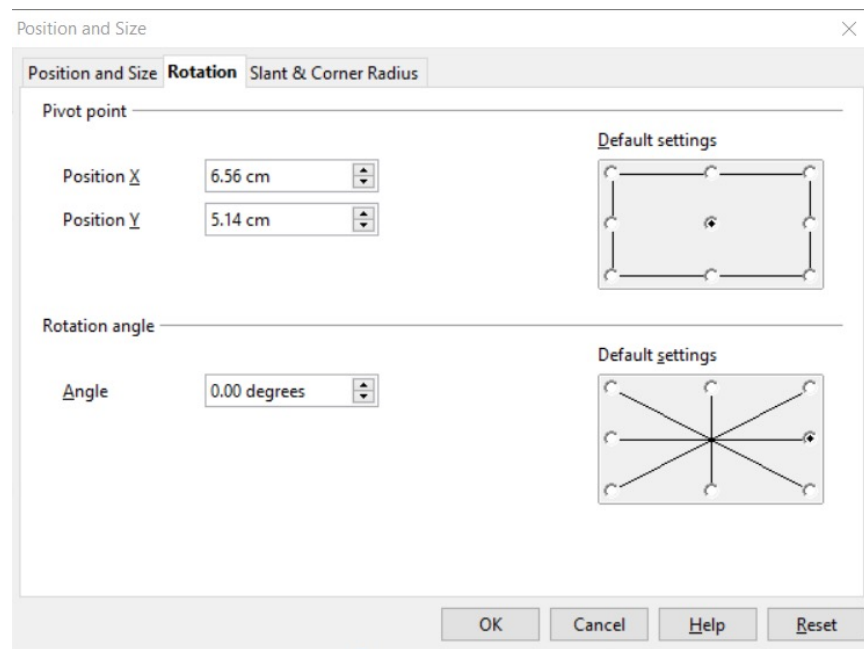 Position and Size
Position and Size Rotation Slant & Corner Radius
Pivot point
Default settings
Position X 6.56 cm
Position Y 5.14 cm
Rotation angle
Default settings
Angle 0.00 degrees
OK Cancel Help Reset